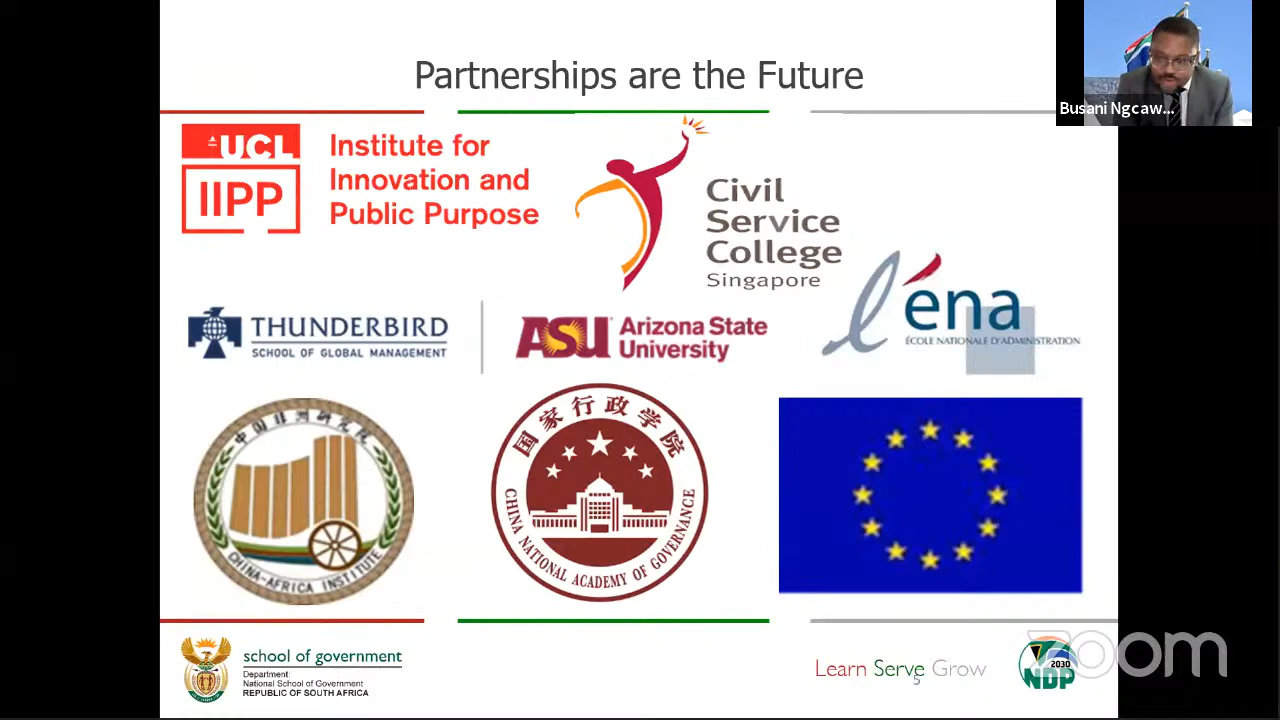 Partnerships are the Future
Busani Ngcaw...
UCL
IIPP
Institute for
Innovation and
Public Purpose
Civil
Service
College
Singapore
l'ena
ÉCOLE NATIONALE D'ADMINISTRATION
THUNDERBIRD
SCHOOL OF GLOBAL MANAGEMENT
ASU Arizona State
University
中国非洲研究院
CHINA-AFRICA INSTITUTE
国家行政学院
CHINA NATIONAL ACADEMY OF GOVERNANCE
school of government
Department:
National School of Government
REPUBLIC OF SOUTH AFRICA
Learn Serve Grow
5
2030
NDP
zoom